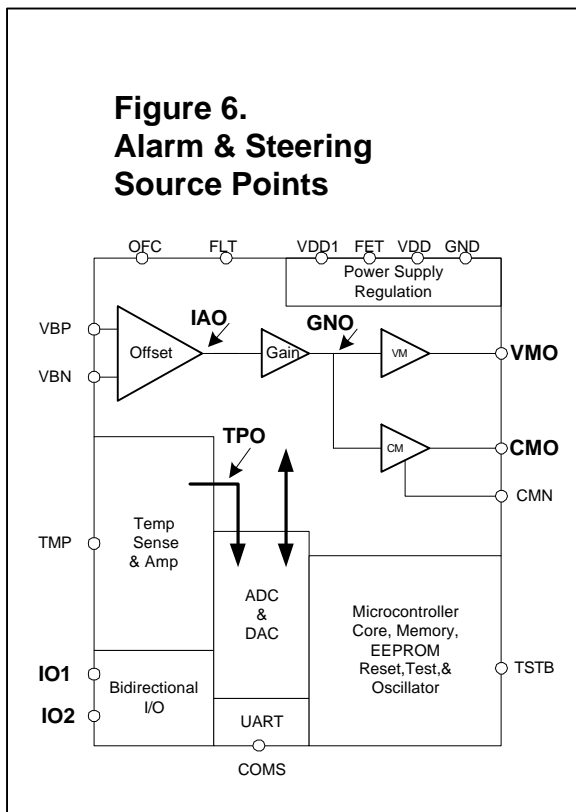 Figure 6.
Alarm & Steering
Source Points
OFC
FLT
VDD1
FET
VDD
GND
Power Supply
Regulation
VBP
VBN
Offset
IAO
Gain
GNO
VM
VMO
CM
CMO
CMN
TPO
TMP
Temp
Sense
& Amp
ADC
&
DAC
Microcontroller
Core, Memory,
EEPROM
Reset,Test,&
Oscillator
TSTB
IO1
IO2
Bidirectional
I/O
UART
COMS